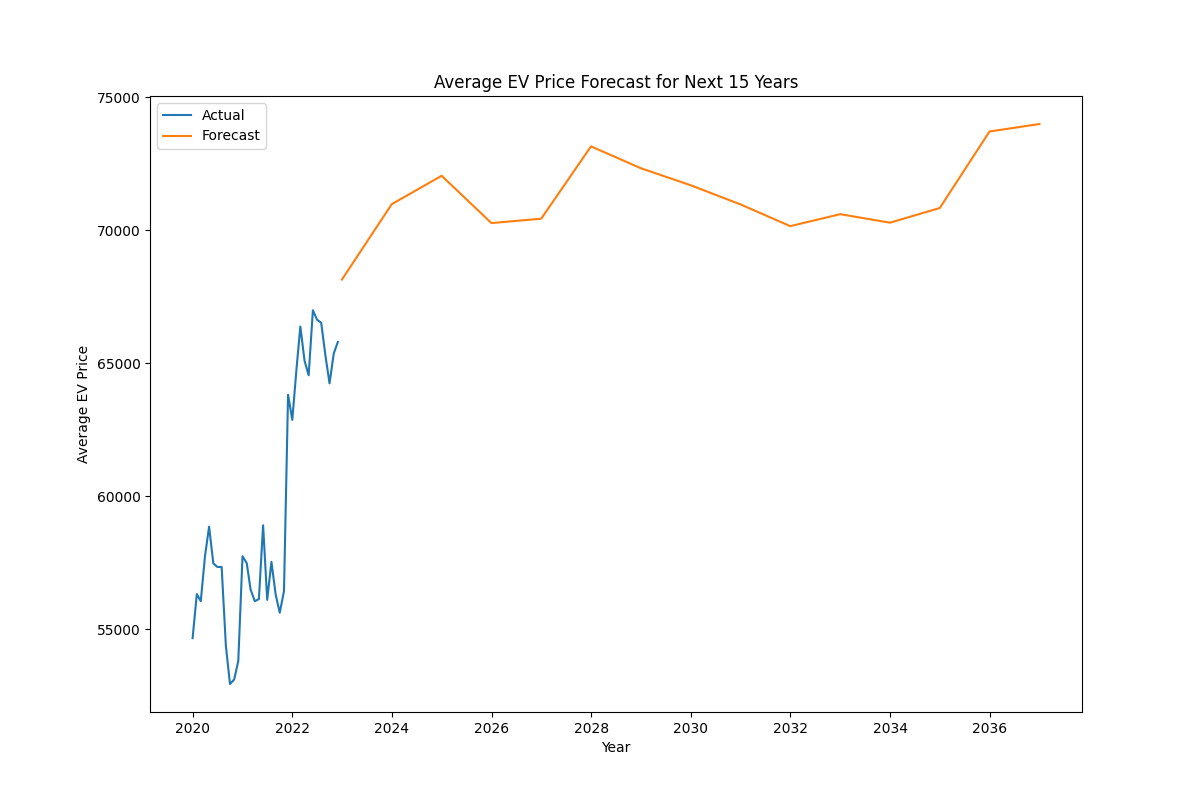 Average EV Price Forecast for Next 15 Years
75000
Actual
Forecast
70000
65000
Average EV Price
60000
55000
2020 2022 2024 2026 2028 2030 2032 2034 2036
Year